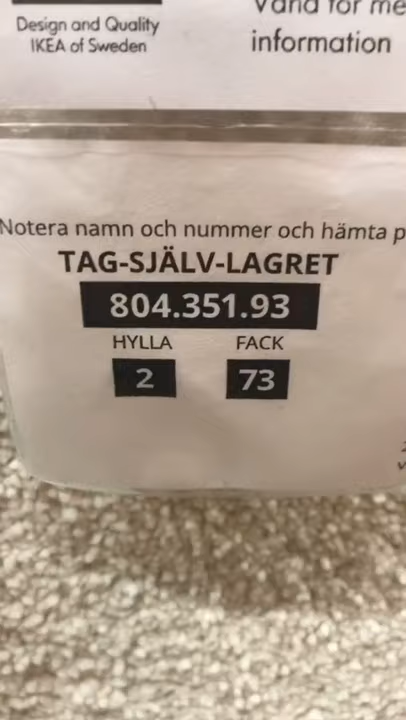 Design and Quality
IKEA of Sweden
Vänd för me
information
Notera namn och nummer och hämta p
TAG-SJÄLV-LAGRET
804.351.93
HYLLA FACK
2 73